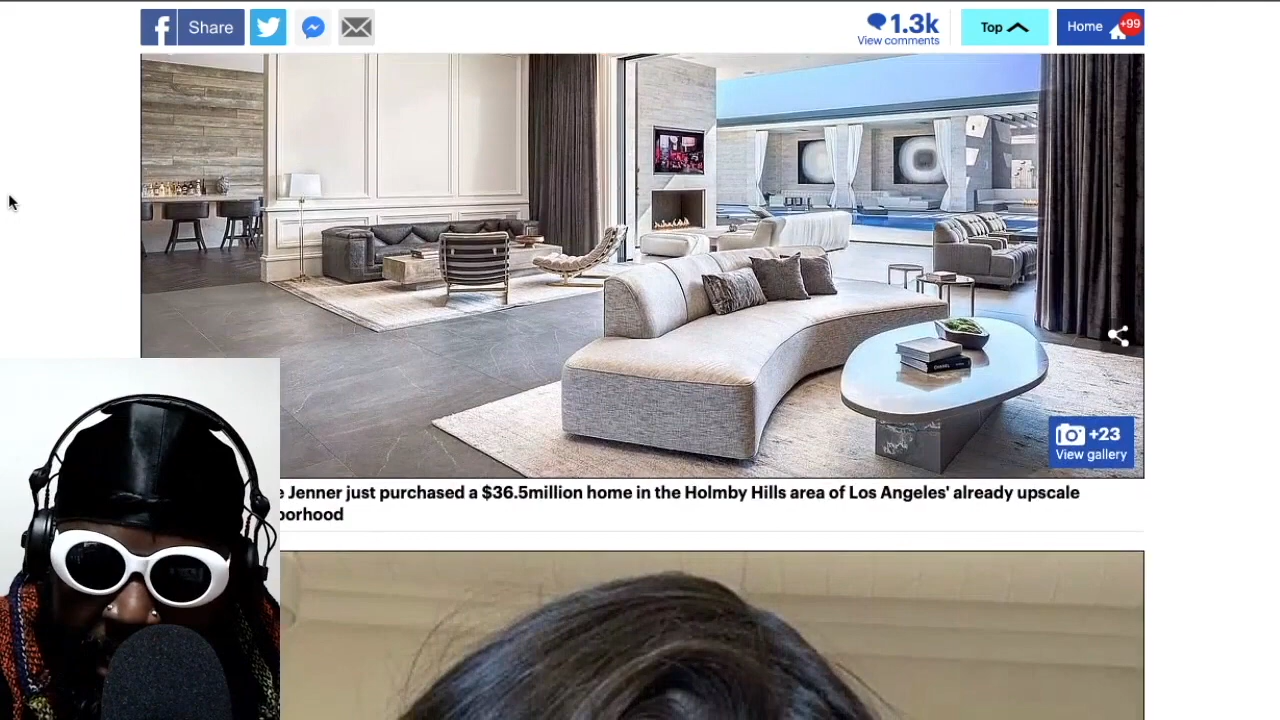 Share
1.3k
View comments
Top
Home
+99
CHANEL
+23
View gallery
Jenner just purchased a $36.5million home in the Holmby Hills area of Los Angeles' already upscale